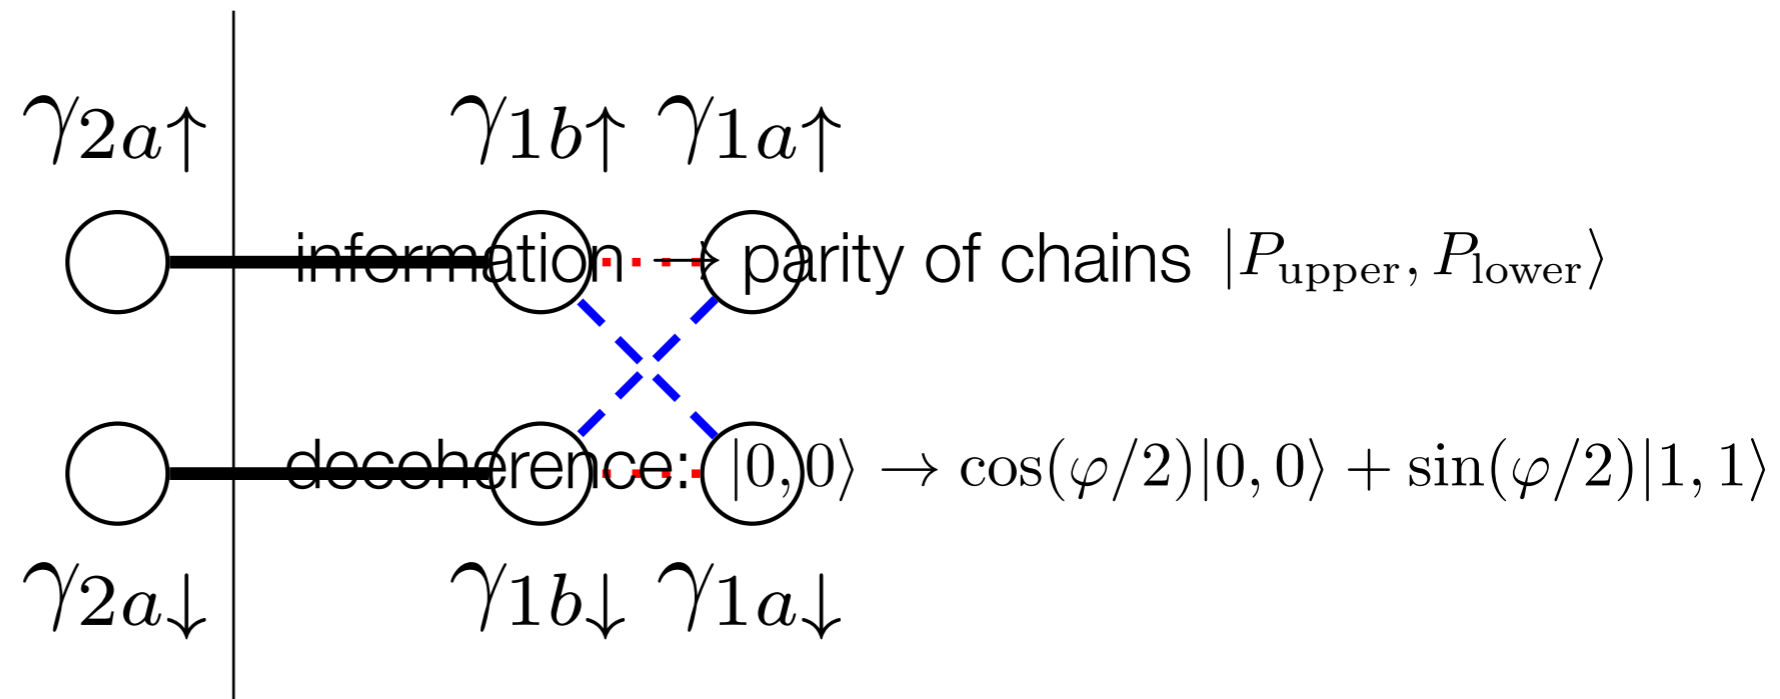 γ2a↑ γ1b↑ γ1a↑
information → parity of chains |P_upper, P_lower⟩
decoherence: |0,0⟩ → cos(φ/2)|0,0⟩ + sin(φ/2)|1,1⟩
γ2a↓ γ1b↓ γ1a↓